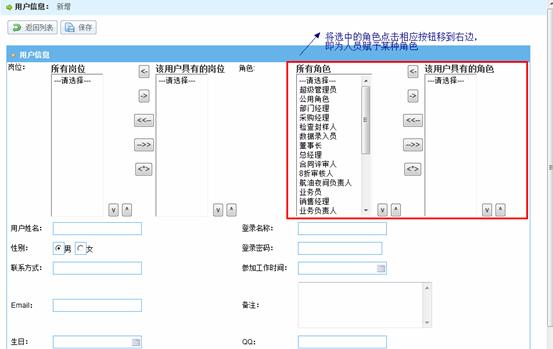 用户信息: 新增
返回列表 保存
将选中的角色点击相应按钮移到右边,
即为人员赋予某种角色
用户信息
岗位: 所有岗位 该用户具有的岗位 角色: 所有角色 该用户具有的角色
---请选择--- <- ---请选择--- ---请选择--- <- ---请选择---
超级管理员
-> 公用角色 ->
部门经理
采购经理
<<-- 检查封样人 <<--
数据录入员
-->> 董事长 -->>
总经理
合同评审人
<*> 8折审核人 <*>
航油夜间负责人
业务员
销售经理
v ^ 业务负责人 v ^ v ^
用户姓名: 登录名称:
性别: 男 女 登录密码:
联系方式: 参加工作时间:
Email: 备注:
生日: QQ: